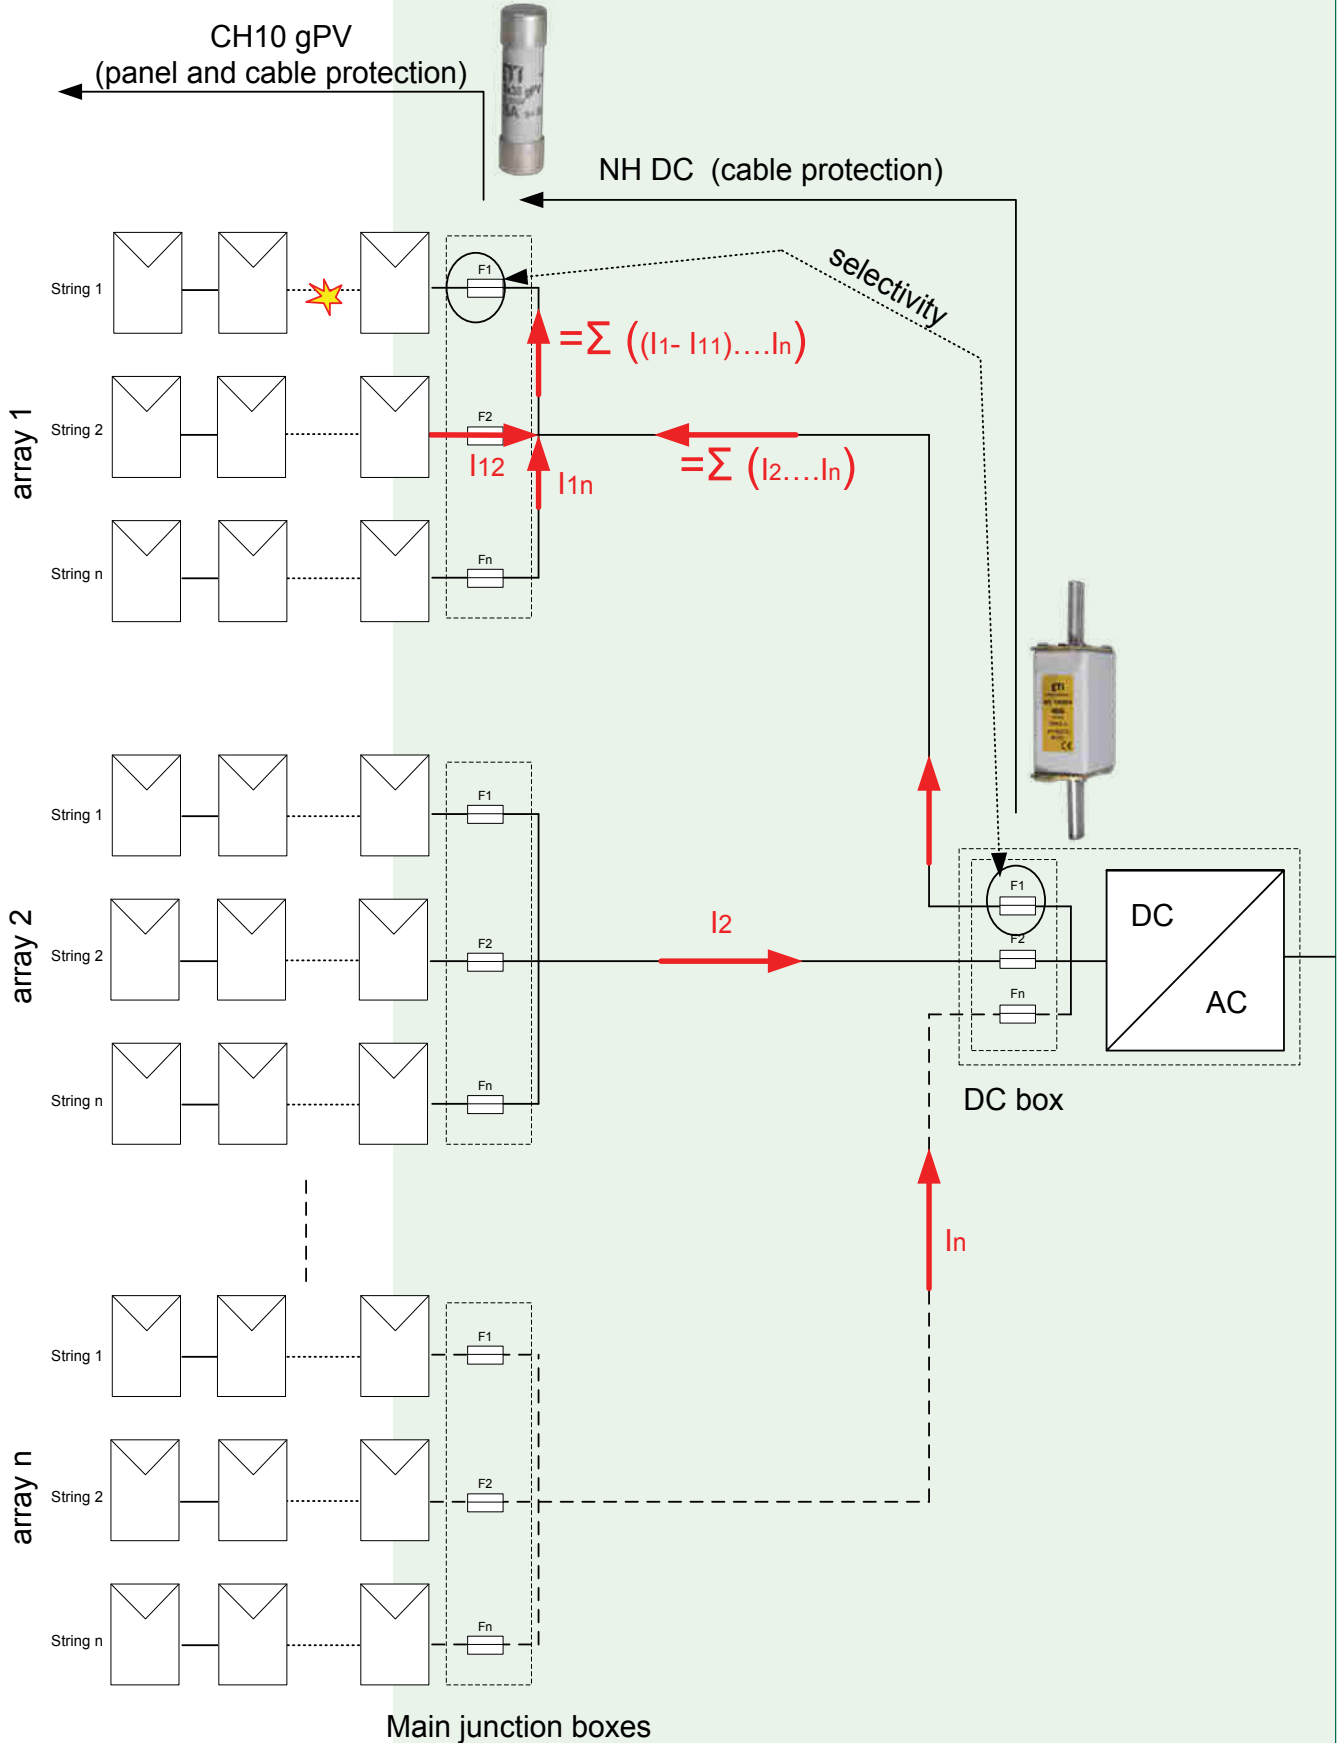 CH10 gPV
(panel and cable protection)
ETI
NH DC (cable protection)
selectivity
array 1
String 1
F1
=Σ ((I1- I11)....In)
String 2
F2
I12
I1n
=Σ (I2....In)
String n
Fn
ETI
array 2
String 1
F1
String 2
F2
I2
String n
Fn
F1
F2
Fn
DC
AC
DC box
In
array n
String 1
F1
String 2
F2
String n
Fn
Main junction boxes